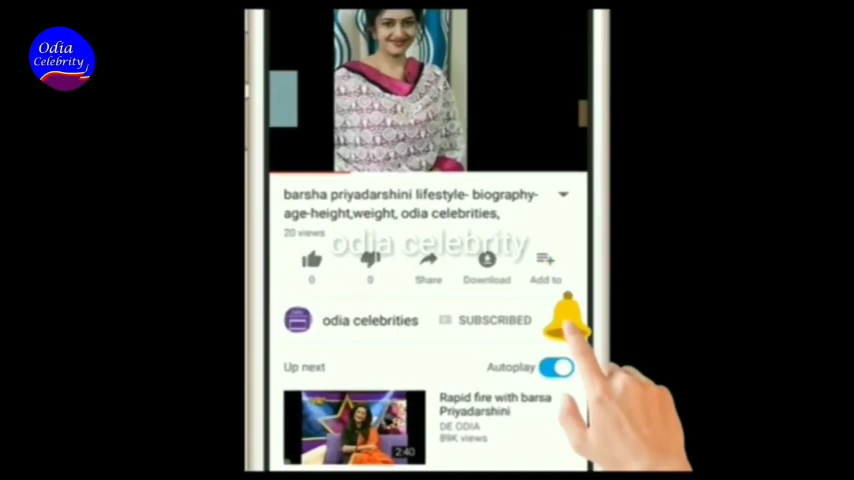 Odia
Celebrity
barsha priyadarshini lifestyle- biography-
age-height,weight, odia celebrities,
20 views
odia celebrity
0
0
Share
Download
Add to
odia celebrities
SUBSCRIBED
Up next
Autoplay
Rapid fire with barsa
Priyadarshini
DE ODIA
89K views
2:40